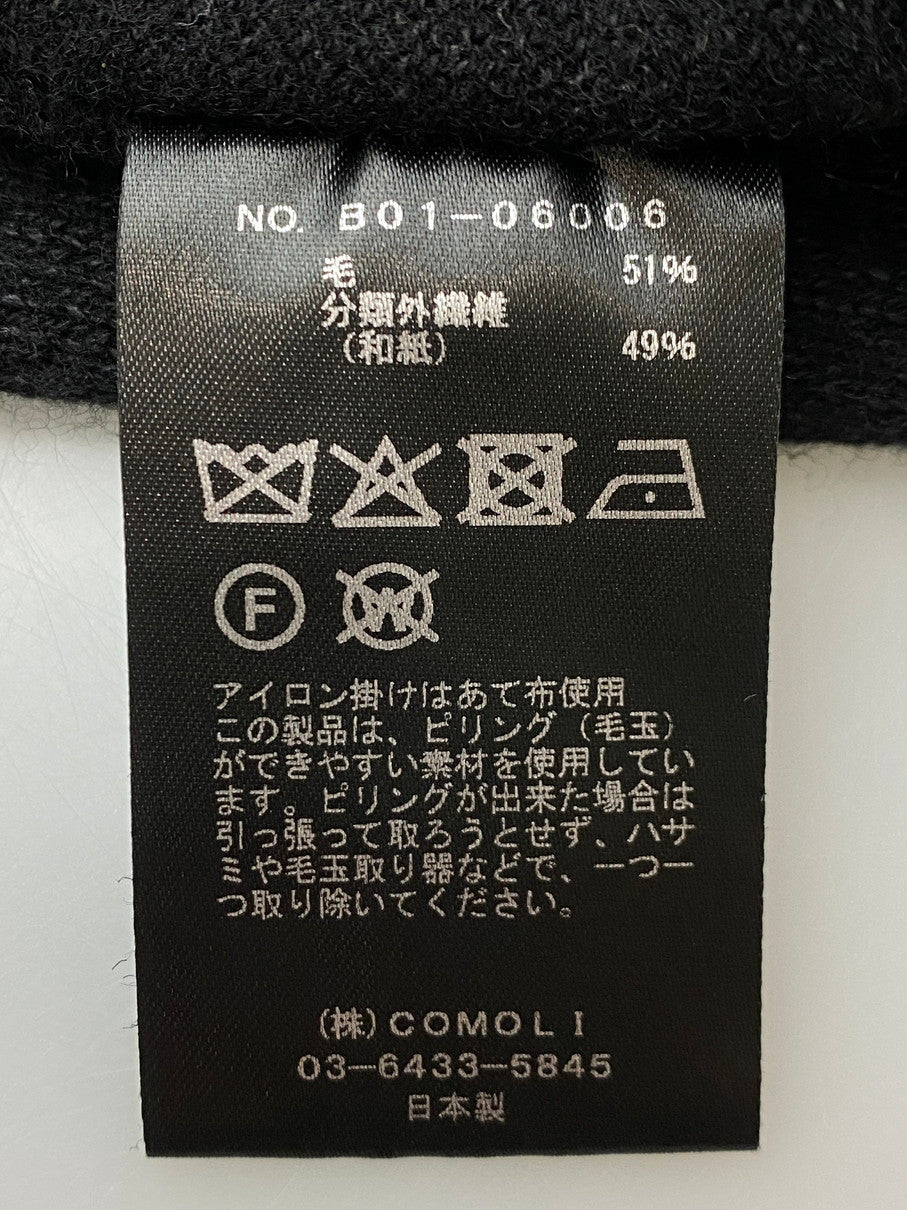 NO. B01-06006
毛 51%
分類外繊維
(和紙) 49%
F W
アイロン掛けはあて布使用
この製品は、ピリング(毛玉)
ができやすい素材を使用してい
ます。ピリングが出来た場合は
引っ張って取ろうとせず、ハサ
ミや毛玉取り器などで、一つ一
つ取り除いてください。
(株)COMOLI
03-6433-5845
日本製